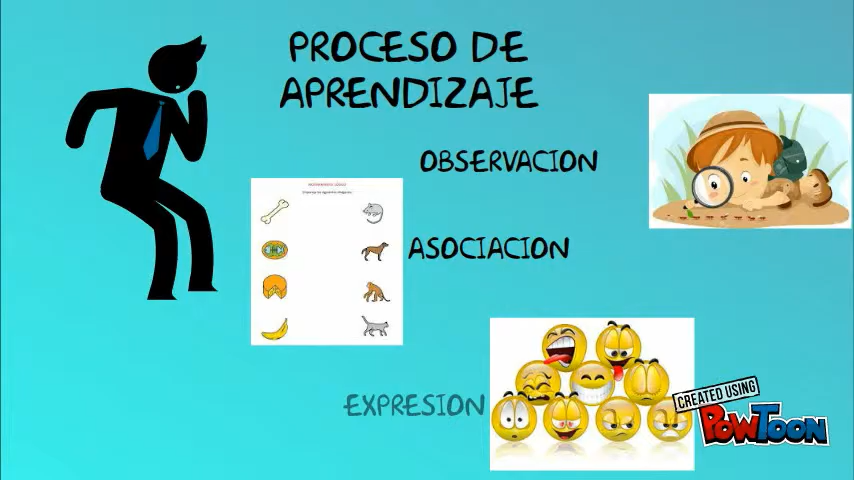 PROCESO DE
APRENDIZAJE
OBSERVACION
ASOCIACION
EXPRESION
CREATED USING
POWTOON